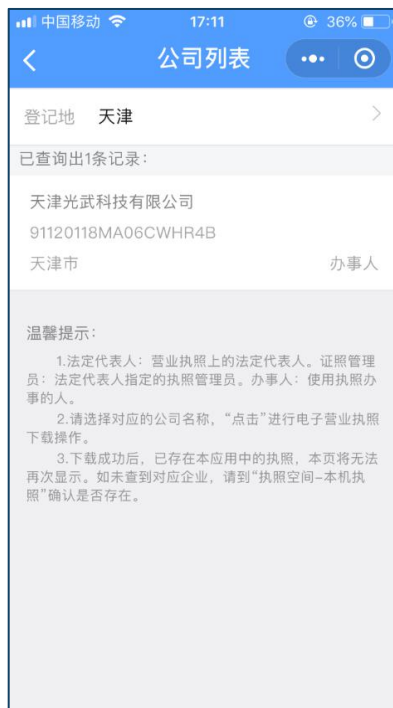 中国移动 17:11 36%
公司列表
登记地 天津
已查询出1条记录：
天津光武科技有限公司
91120118MA06CWHR4B
天津市 办事人
温馨提示：
1.法定代表人：营业执照上的法定代表人。证照管理
员：法定代表人指定的执照管理员。办事人：使用执照办
事的人。
2.请选择对应的公司名称，“点击”进行电子营业执照
下载操作。
3.下载成功后，已存在本应用中的执照，本页将无法
再次显示。如未查到对应企业，请到“执照空间-本机执
照”确认是否存在。